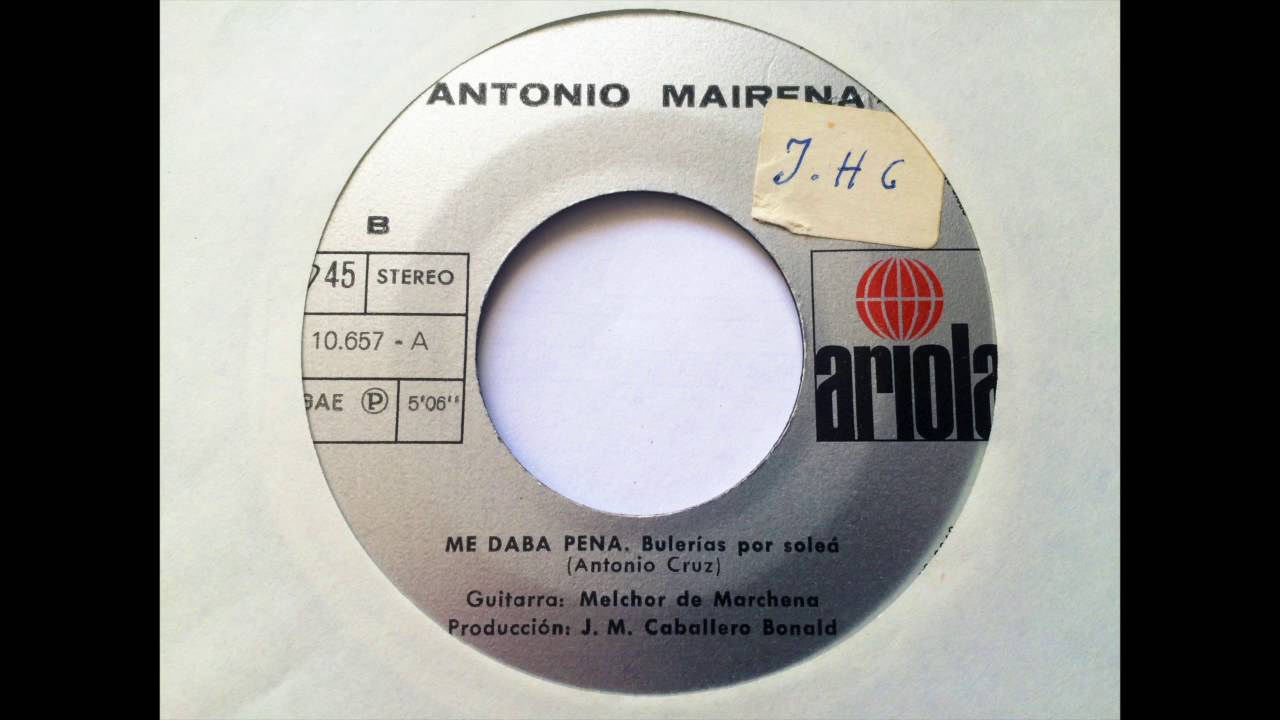 ANTONIO MAIRENA
J. H G
B
45
STEREO
10.657 - A
GAE Ⓟ
5'06"
ariola
ME DABA PENA. Bulerías por soleá
(Antonio Cruz)
Guitarra: Melchor de Marchena
Producción: J. M. Caballero Bonald